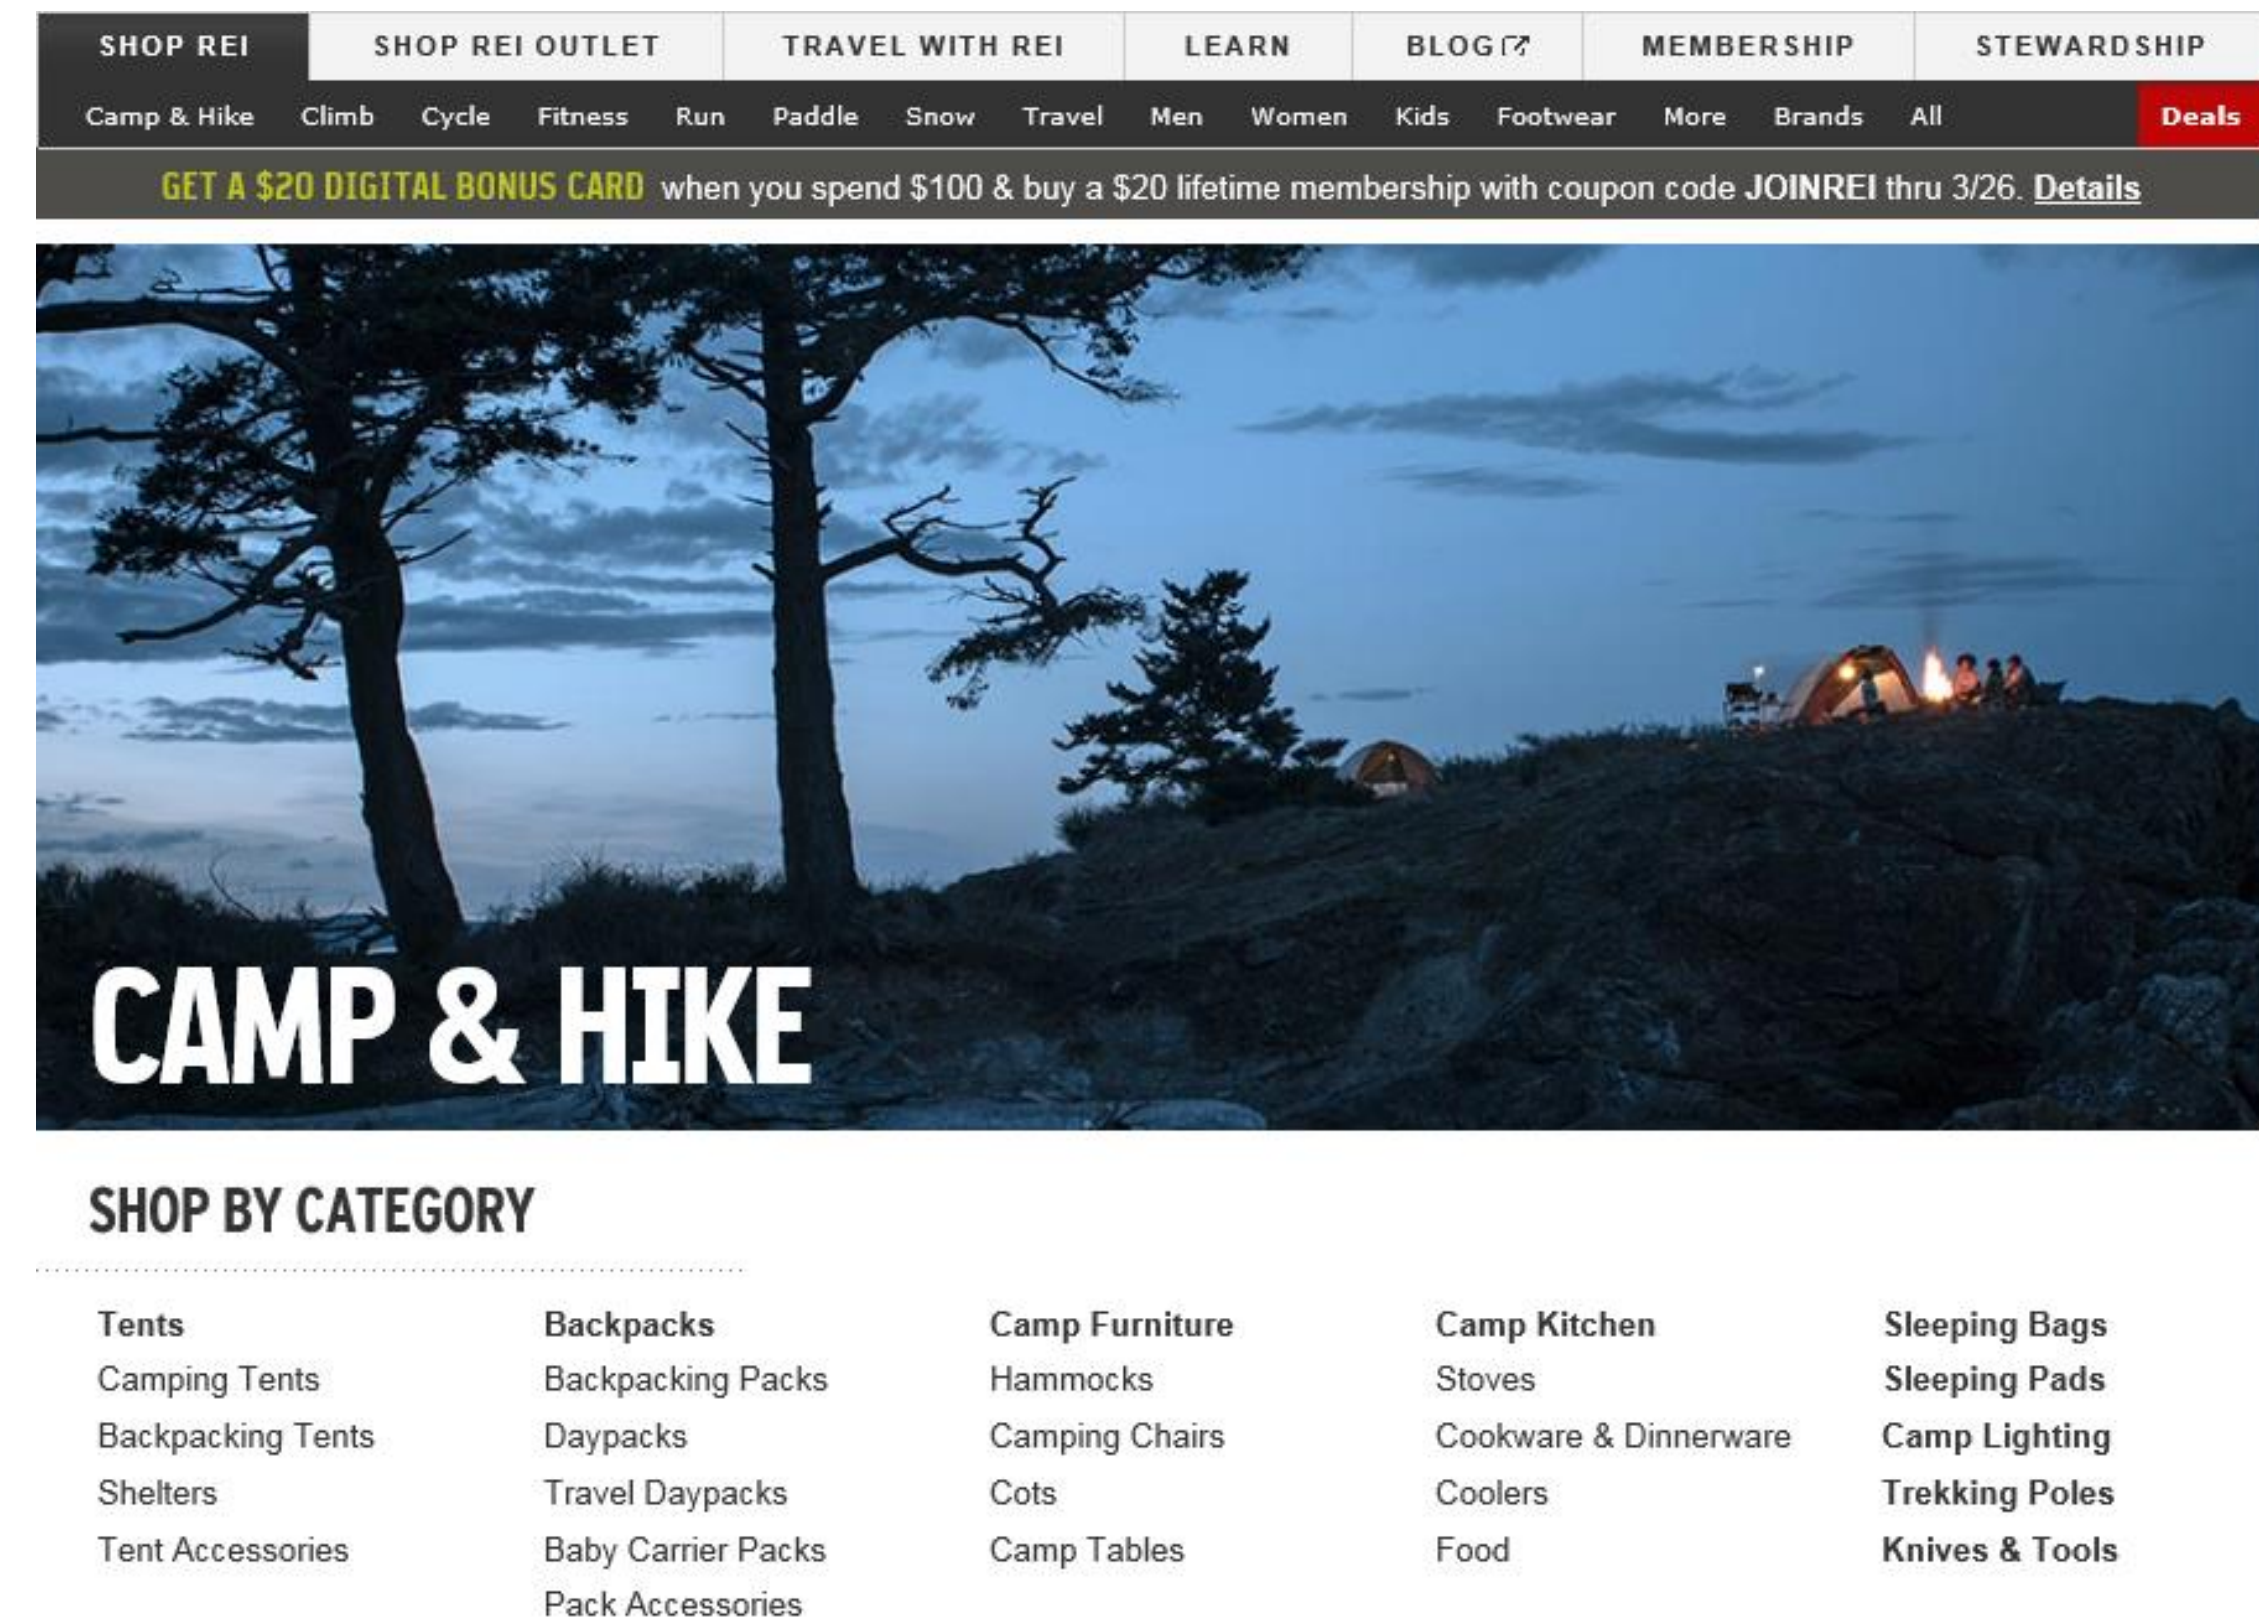 SHOP REI SHOP REI OUTLET TRAVEL WITH REI LEARN BLOG MEMBERSHIP STEWARDSHIP
Camp & Hike Climb Cycle Fitness Run Paddle Snow Travel Men Women Kids Footwear More Brands All Deals
GET A $20 DIGITAL BONUS CARD when you spend $100 & buy a $20 lifetime membership with coupon code JOINREI thru 3/26. Details
CAMP & HIKE
SHOP BY CATEGORY
Tents
Camping Tents
Backpacking Tents
Shelters
Tent Accessories
Backpacks
Backpacking Packs
Daypacks
Travel Daypacks
Baby Carrier Packs
Pack Accessories
Camp Furniture
Hammocks
Camping Chairs
Cots
Camp Tables
Camp Kitchen
Stoves
Cookware & Dinnerware
Coolers
Food
Sleeping Bags
Sleeping Pads
Camp Lighting
Trekking Poles
Knives & Tools